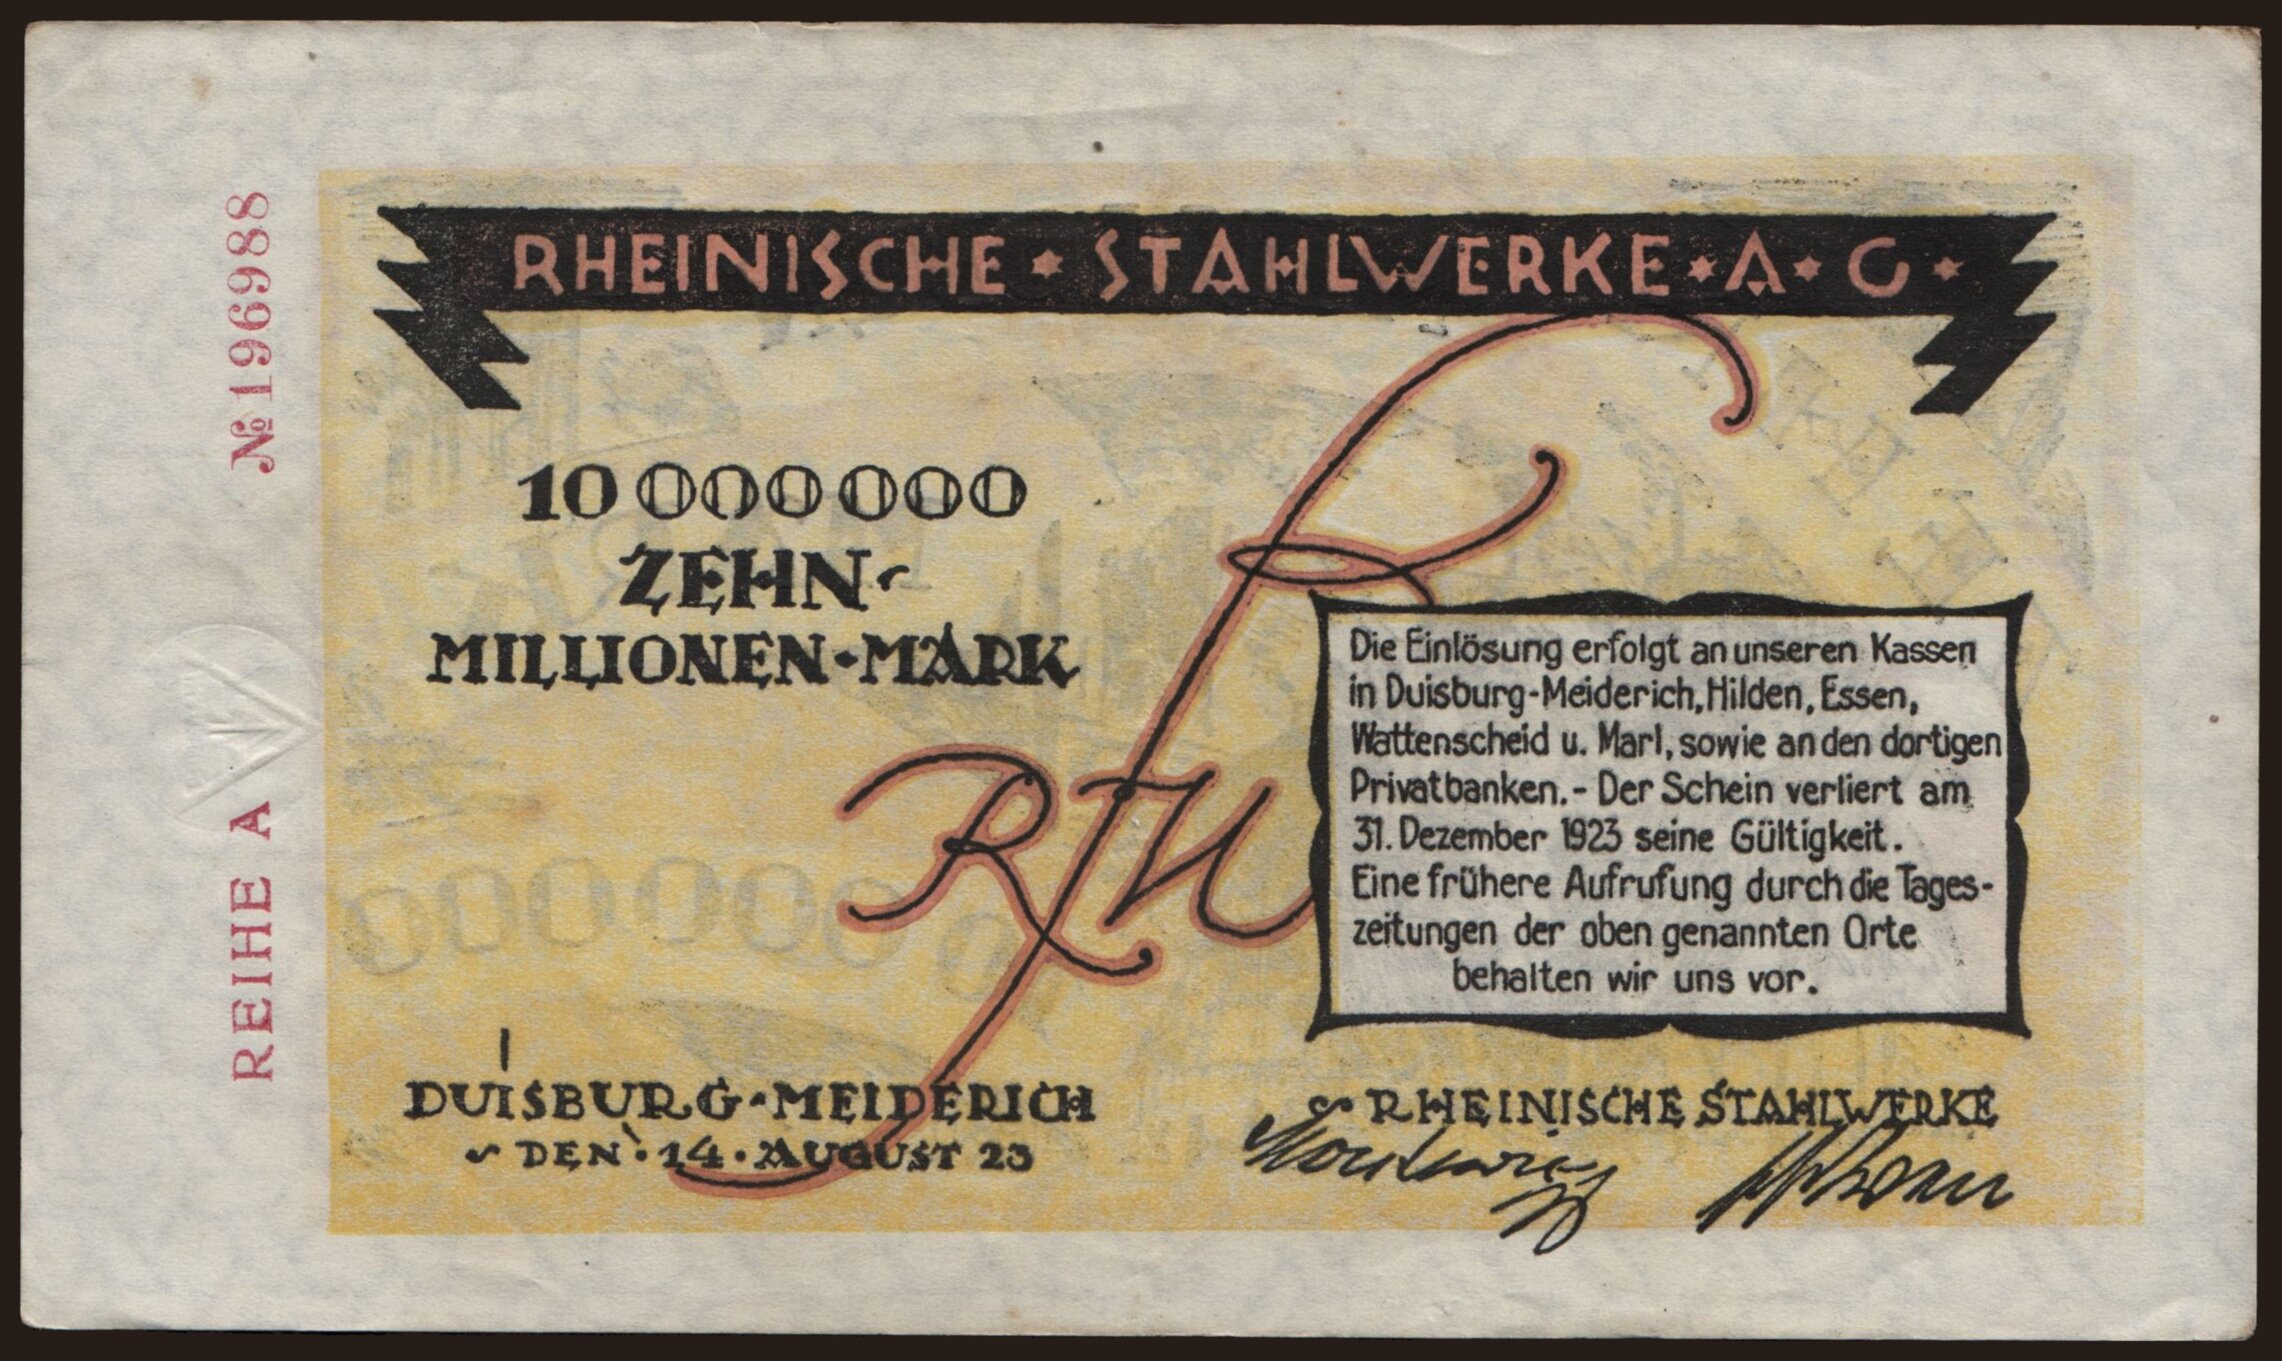 RHEINISCHE * STAHLWERKE * A * G *
№ 196988
REIHE A
10 000 000
ZEHN-
MILLIONEN-MARK
RSTW
Die Einlösung erfolgt an unseren Kassen
in Duisburg-Meiderich, Hilden, Essen,
Wattenscheid u. Marl, sowie an den dortigen
Privatbanken. - Der Schein verliert am
31. Dezember 1923 seine Gültigkeit.
Eine frühere Aufrufung durch die Tages-
zeitungen der oben genannten Orte
behalten wir uns vor.
DUISBURG-MEIDERICH
DEN 14. AUGUST 23
RHEINISCHE STAHLWERKE